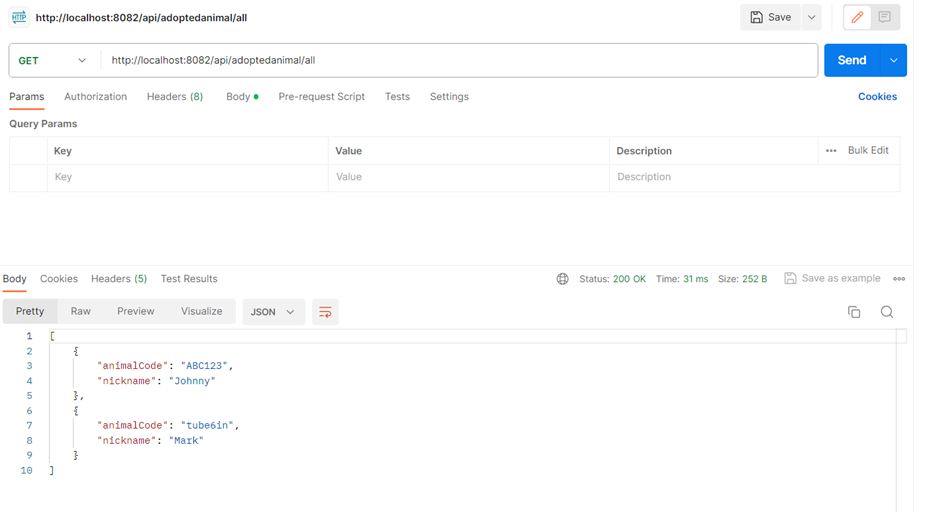 HTTP http://localhost:8082/api/adoptedanimal/all Save
GET http://localhost:8082/api/adoptedanimal/all Send
Params Authorization Headers (8) Body Pre-request Script Tests Settings Cookies
Query Params
Key Value Description ••• Bulk Edit
Key Value Description
Body Cookies Headers (5) Test Results Status: 200 OK Time: 31 ms Size: 252 B Save as example
Pretty Raw Preview Visualize JSON
1 [
2 {
3 "animalCode": "ABC123",
4 "nickname": "Johnny"
5 },
6 {
7 "animalCode": "tube6in",
8 "nickname": "Mark"
9 }
10 ]